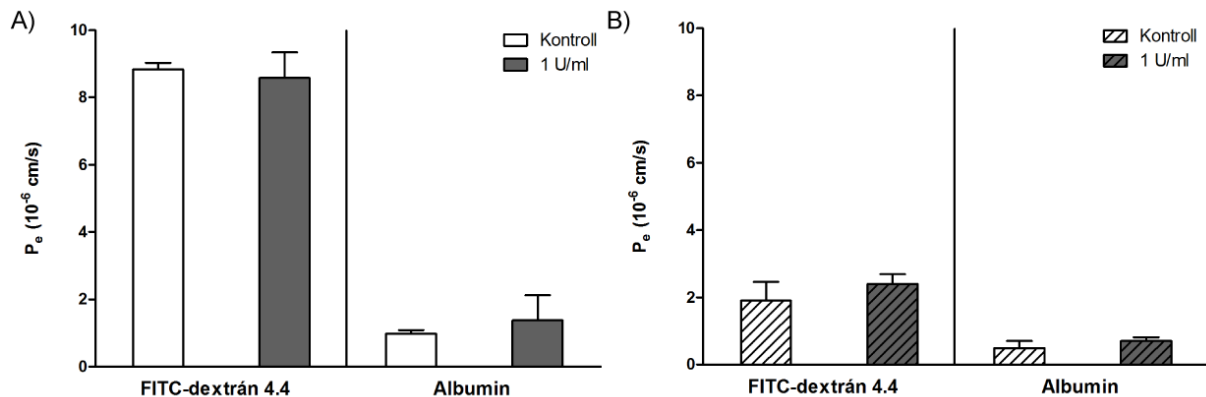 A)
10
8
6
4
2
0
Pₑ (10⁻⁶ cm/s)
Kontroll
1 U/ml
FITC-dextrán 4.4
Albumin
B)
10
8
6
4
2
0
Pₑ (10⁻⁶ cm/s)
Kontroll
1 U/ml
FITC-dextrán 4.4
Albumin